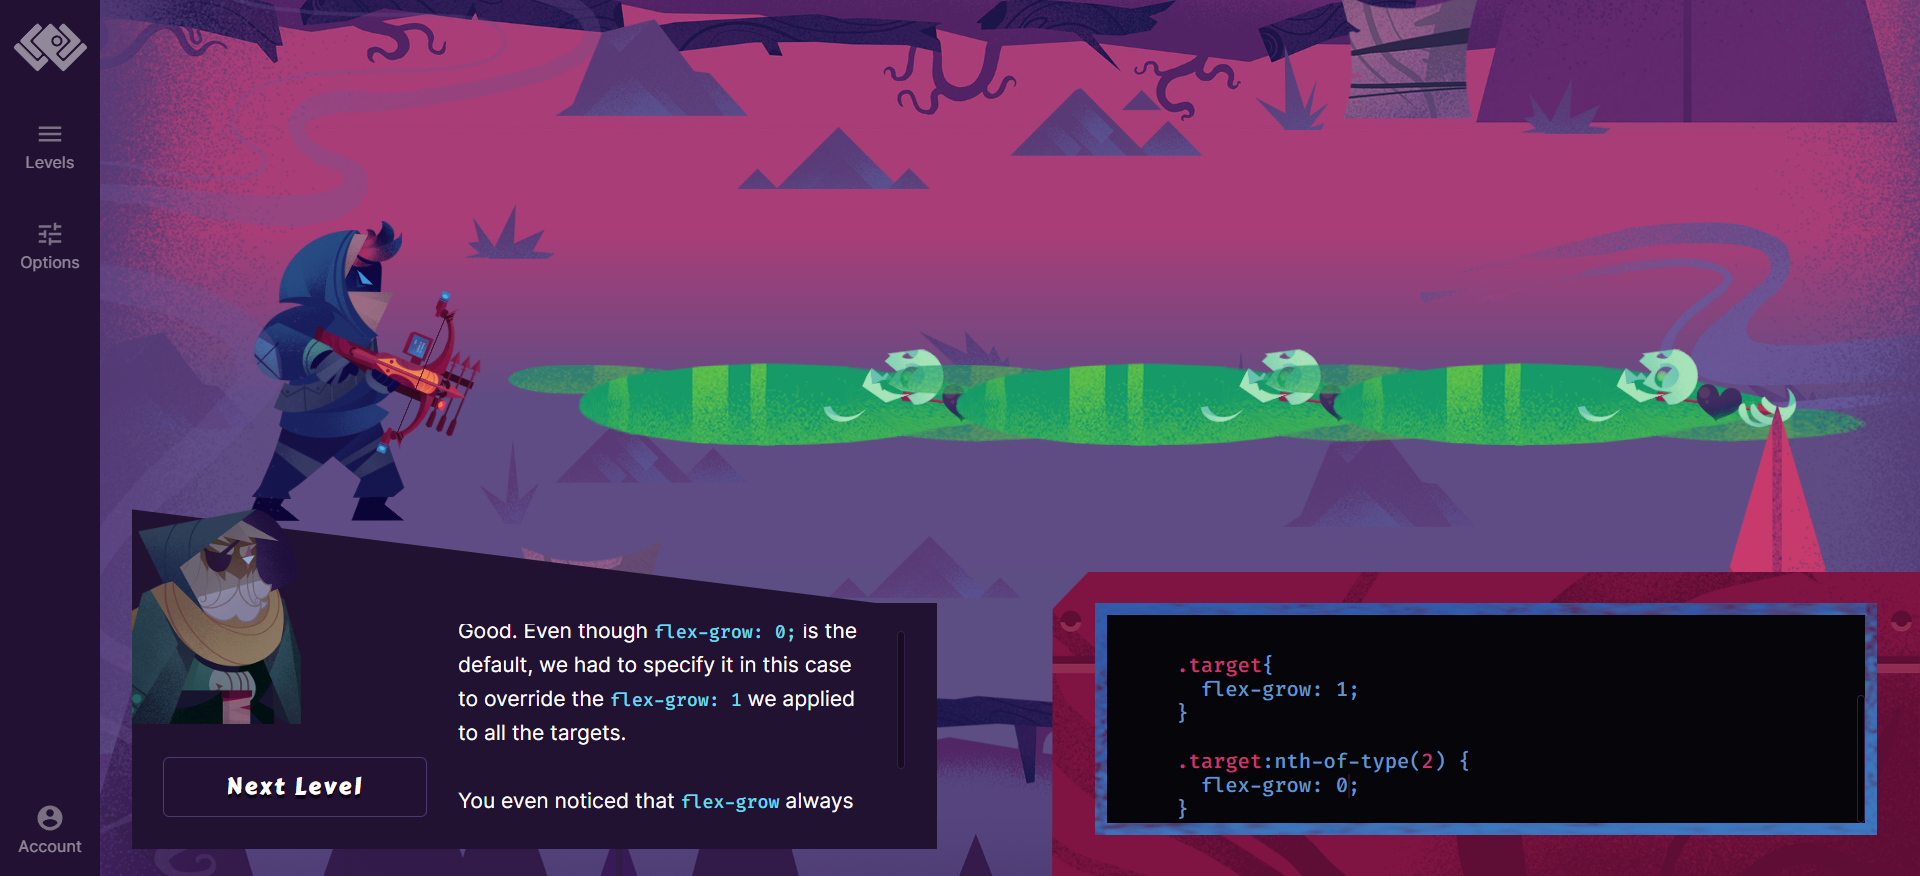 Levels
Options
Good. Even though flex-grow: 0; is the
default, we had to specify it in this case
to override the flex-grow: 1 we applied
to all the targets.
You even noticed that flex-grow always
Next Level
.target{
flex-grow: 1;
}
.target:nth-of-type(2) {
flex-grow: 0;
}
Account